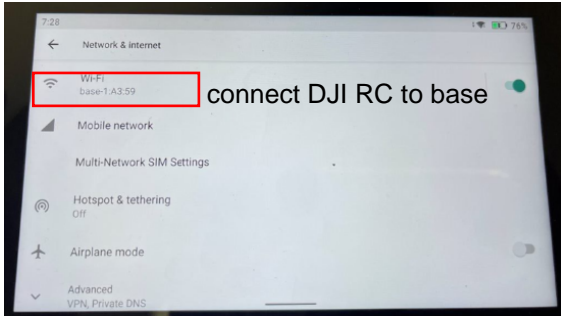 7:28
76%
Network & internet
Wi-Fi
base-1:A3:59
connect DJI RC to base
Mobile network
Multi-Network SIM Settings
Hotspot & tethering
Off
Airplane mode
Advanced
VPN, Private DNS